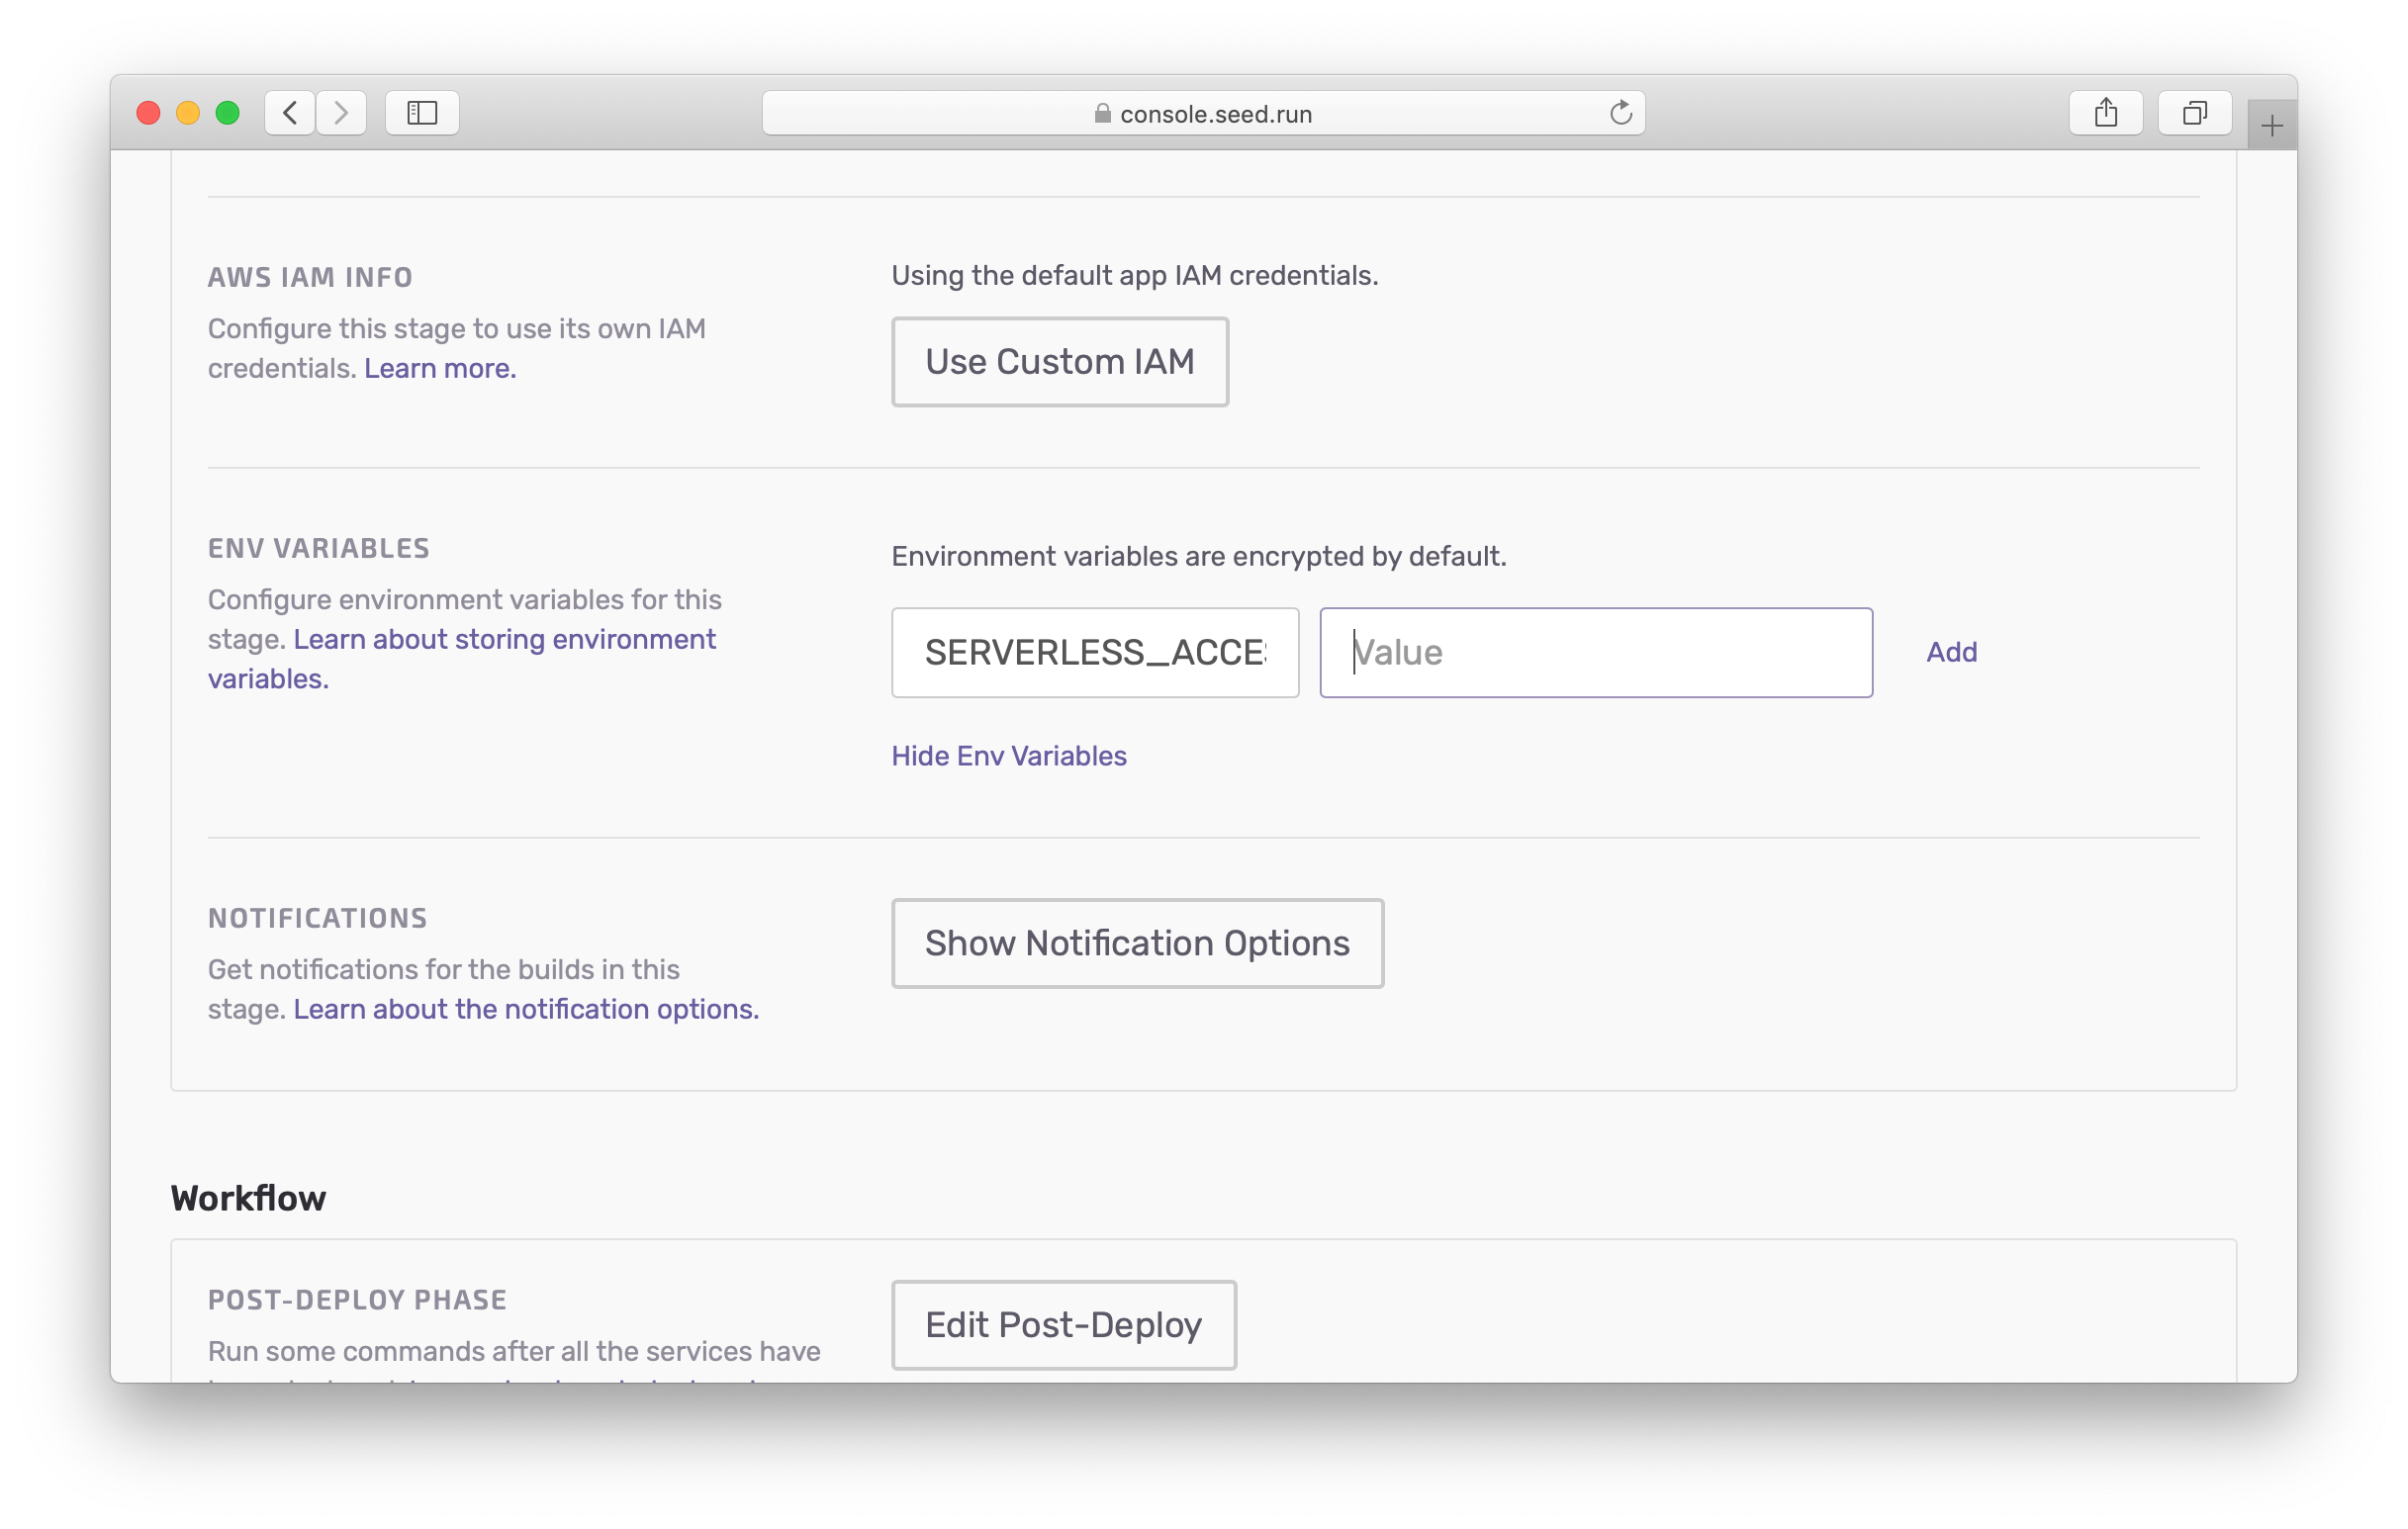 console.seed.run
AWS IAM INFO
Configure this stage to use its own IAM
credentials. Learn more.
Using the default app IAM credentials.
Use Custom IAM
ENV VARIABLES
Configure environment variables for this
stage. Learn about storing environment
variables.
Environment variables are encrypted by default.
SERVERLESS_ACCE
Value
Add
Hide Env Variables
NOTIFICATIONS
Get notifications for the builds in this
stage. Learn about the notification options.
Show Notification Options
Workflow
POST-DEPLOY PHASE
Run some commands after all the services have
Edit Post-Deploy